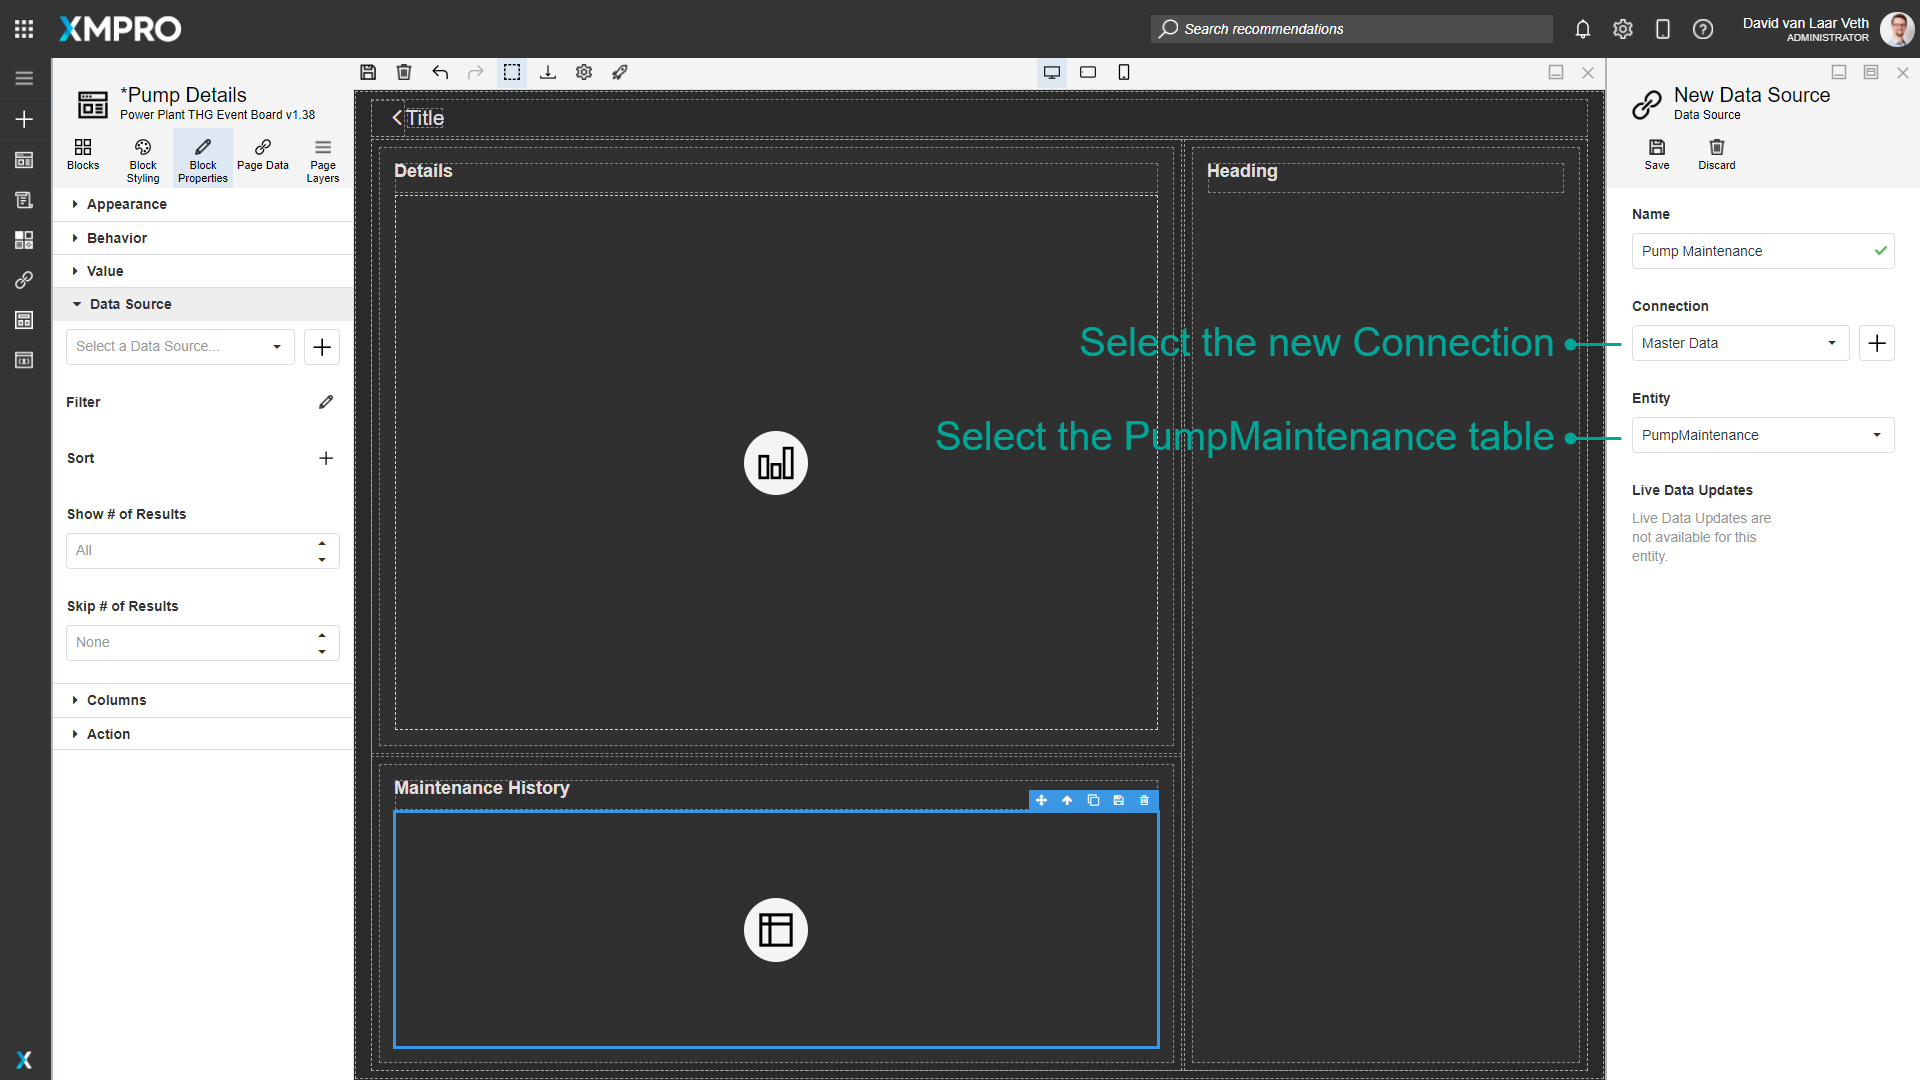 XMPRO
Search recommendations
David van Laar Veth
ADMINISTRATOR
*Pump Details
Power Plant THG Event Board v1.38
Blocks
Block
Styling
Block
Properties
Page Data
Page
Layers
Appearance
Behavior
Value
Data Source
Select a Data Source...
Filter
Sort
Show # of Results
All
Skip # of Results
None
Columns
Action
Title
Details
Heading
Select the new Connection
Select the PumpMaintenance table
Maintenance History
New Data Source
Data Source
Save
Discard
Name
Pump Maintenance
Connection
Master Data
Entity
PumpMaintenance
Live Data Updates
Live Data Updates are
not available for this
entity.